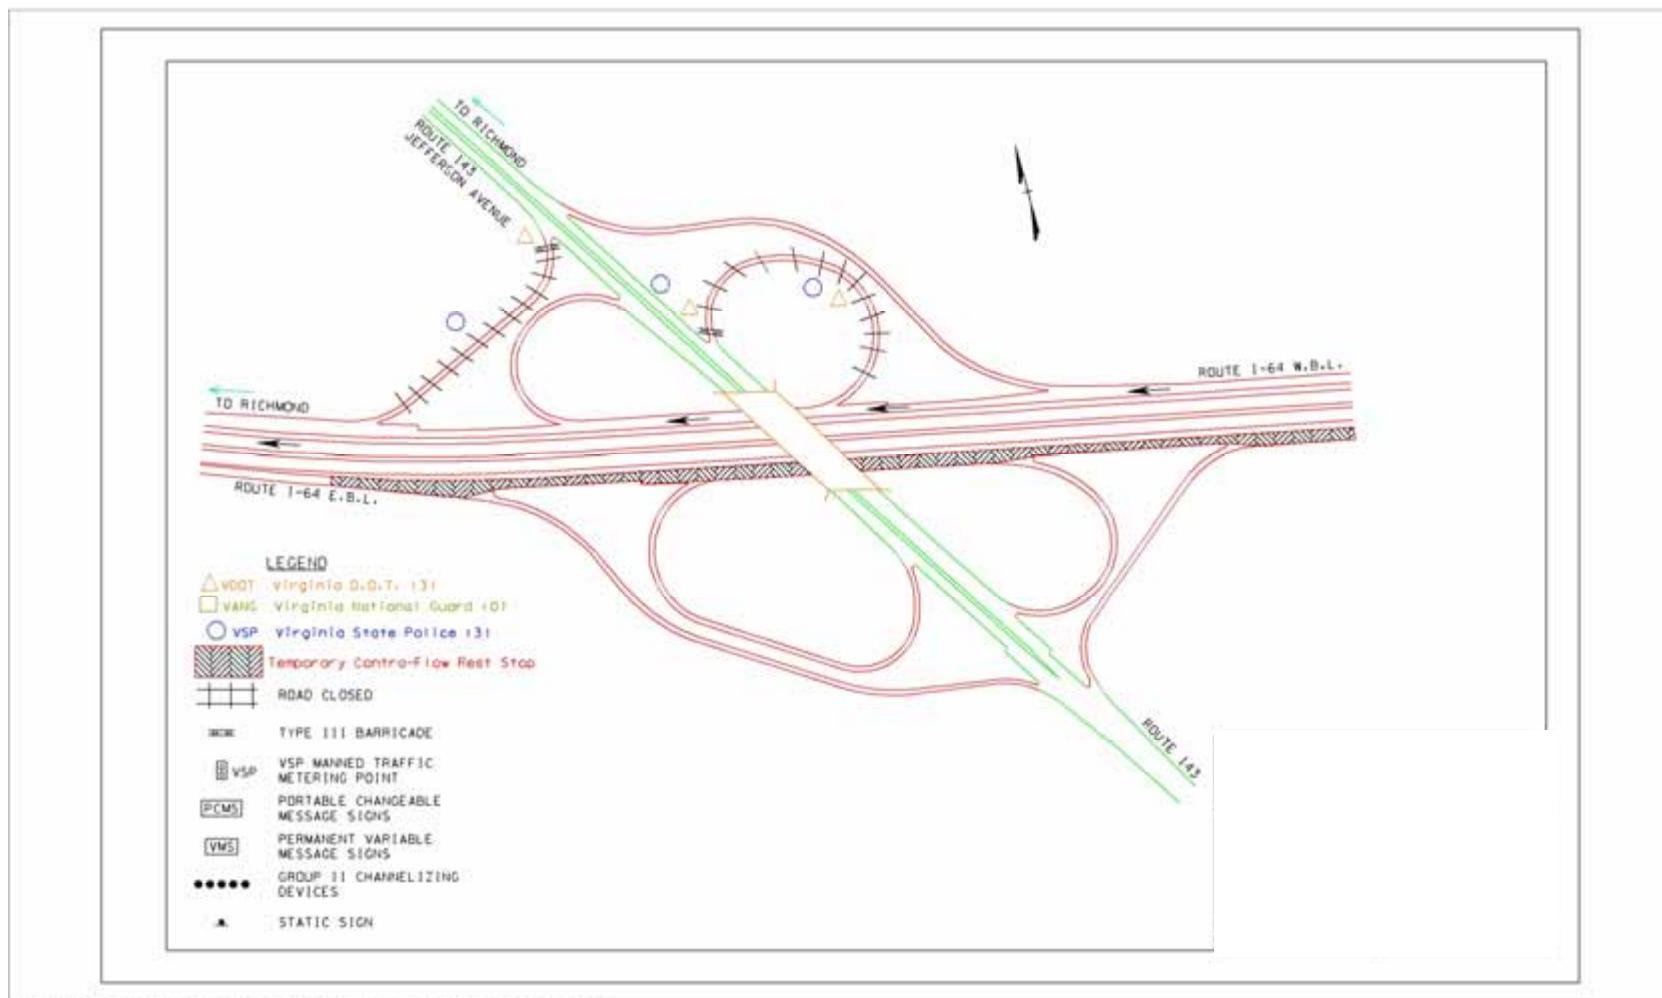 TO RICHMOND
ROUTE 143
JEFFERSON AVENUE
ROUTE I-64 W.B.L.
TO RICHMOND
ROUTE I-64 E.B.L.
ROUTE 143
LEGEND
VDOT Virginia D.O.T. (3)
VANG Virginia National Guard (0)
VSP Virginia State Police (3)
Temporary Contra-Flow Rest Stop
ROAD CLOSED
TYPE III BARRICADE
VSP VSP MANNED TRAFFIC
METERING POINT
PCMS PORTABLE CHANGEABLE
MESSAGE SIGNS
VMS PERMANENT VARIABLE
MESSAGE SIGNS
GROUP II CHANNELIZING
DEVICES
STATIC SIGN